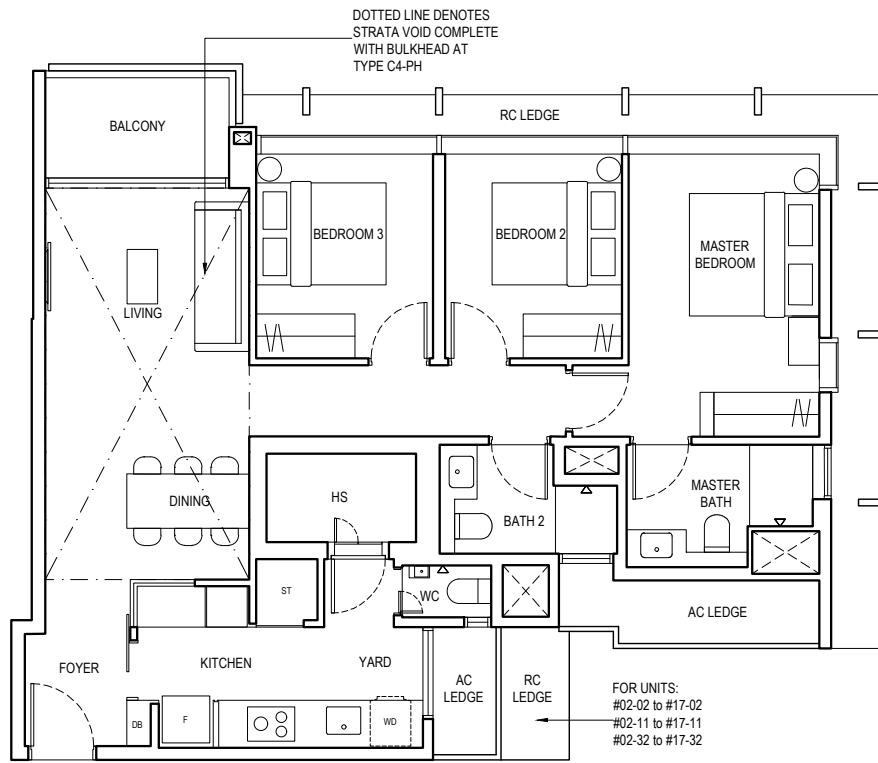 DOTTED LINE DENOTES
STRATA VOID COMPLETE
WITH BULKHEAD AT
TYPE C4-PH
BALCONY
RC LEDGE
BEDROOM 3
BEDROOM 2
MASTER
BEDROOM
LIVING
DINING
HS
BATH 2
MASTER
BATH
ST
WC
AC LEDGE
FOYER
KITCHEN
YARD
AC
LEDGE
RC
LEDGE
DB
F
WD
FOR UNITS:
#02-02 to #17-02
#02-11 to #17-11
#02-32 to #17-32